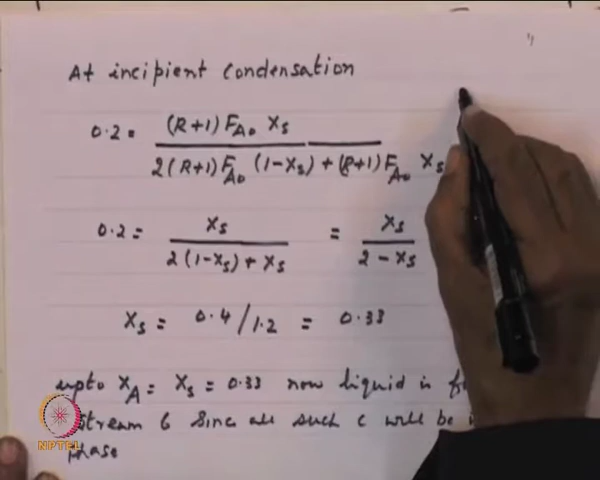 At incipient condensation
0.2 = (R+1) F_A0 X_S / 2(R+1) F_A0 (1-X_S) + (R+1) F_A0 X_S
0.2 = X_S / 2(1-X_S) + X_S = X_S / 2 - X_S
X_S = 0.4/1.2 = 0.33
upto X_A = X_S = 0.33 now liquid is
stream 6 Since all such C will be
phase
NPTEL